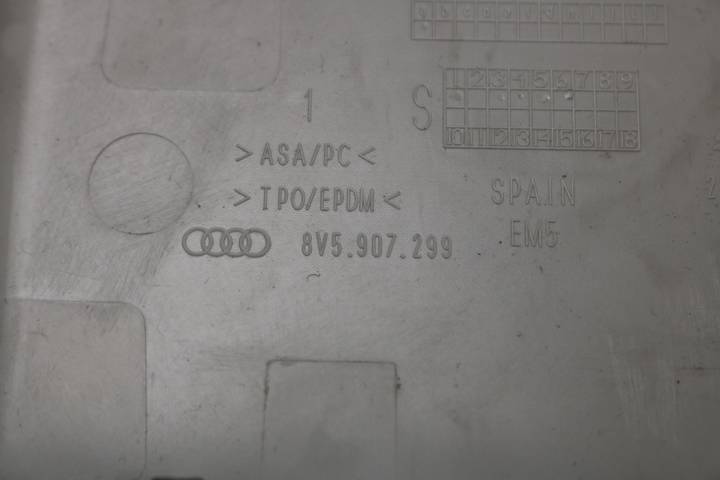 1
S
1 2 3 4 5 6 7 8 9
10 11 12 13 14 15 16 17 18
>ASA/PC<
>TPO/EPDM<
SPAIN
EM5
8V5.907.299